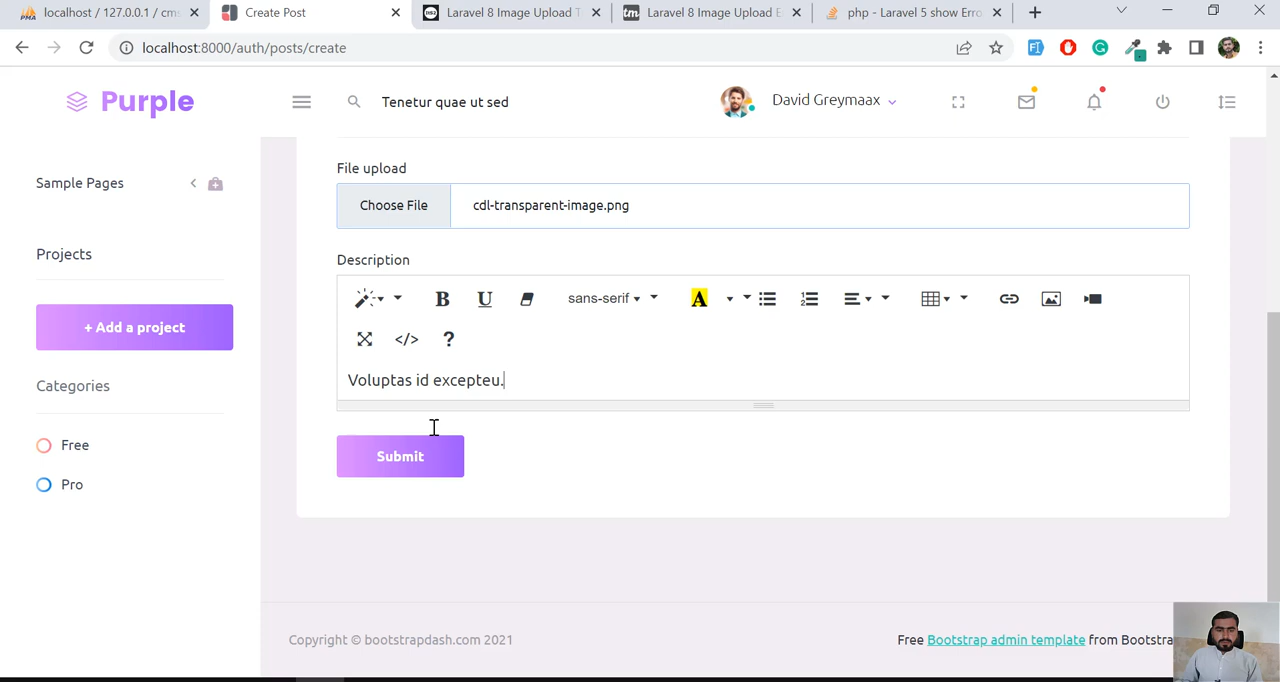 localhost / 127.0.0.1 / cms
Create Post
Laravel 8 Image Upload T
Laravel 8 Image Upload E
php - Laravel 5 show Erro
localhost:8000/auth/posts/create
Purple
Tenetur quae ut sed
David Greymaax
Sample Pages
Projects
+ Add a project
Categories
Free
Pro
File upload
Choose File
cdl-transparent-image.png
Description
B U sans-serif A
</> ?
Voluptas id excepteu.
Submit
Copyright © bootstrapdash.com 2021
Free Bootstrap admin template from Bootstra